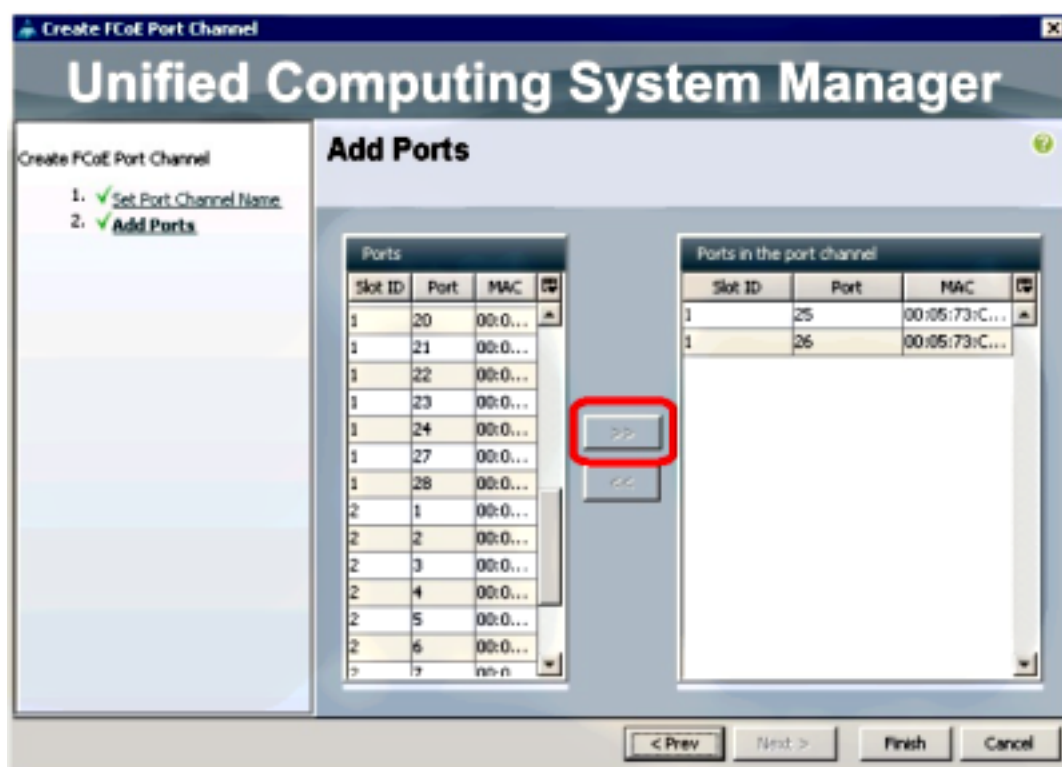 Create FCoE Port Channel
Unified Computing System Manager
Create FCoE Port Channel
1. Set Port Channel Name
2. Add Ports
Add Ports
Ports
Slot ID Port MAC
1 20 00:0...
1 21 00:0...
1 22 00:0...
1 23 00:0...
1 24 00:0...
1 27 00:0...
1 28 00:0...
2 1 00:0...
2 2 00:0...
2 3 00:0...
2 4 00:0...
2 5 00:0...
2 6 00:0...
2 7 00:0
>>
<<
Ports in the port channel
Slot ID Port MAC
1 25 00:05:73:C...
1 26 00:05:73:C...
< Prev Next > Finish Cancel